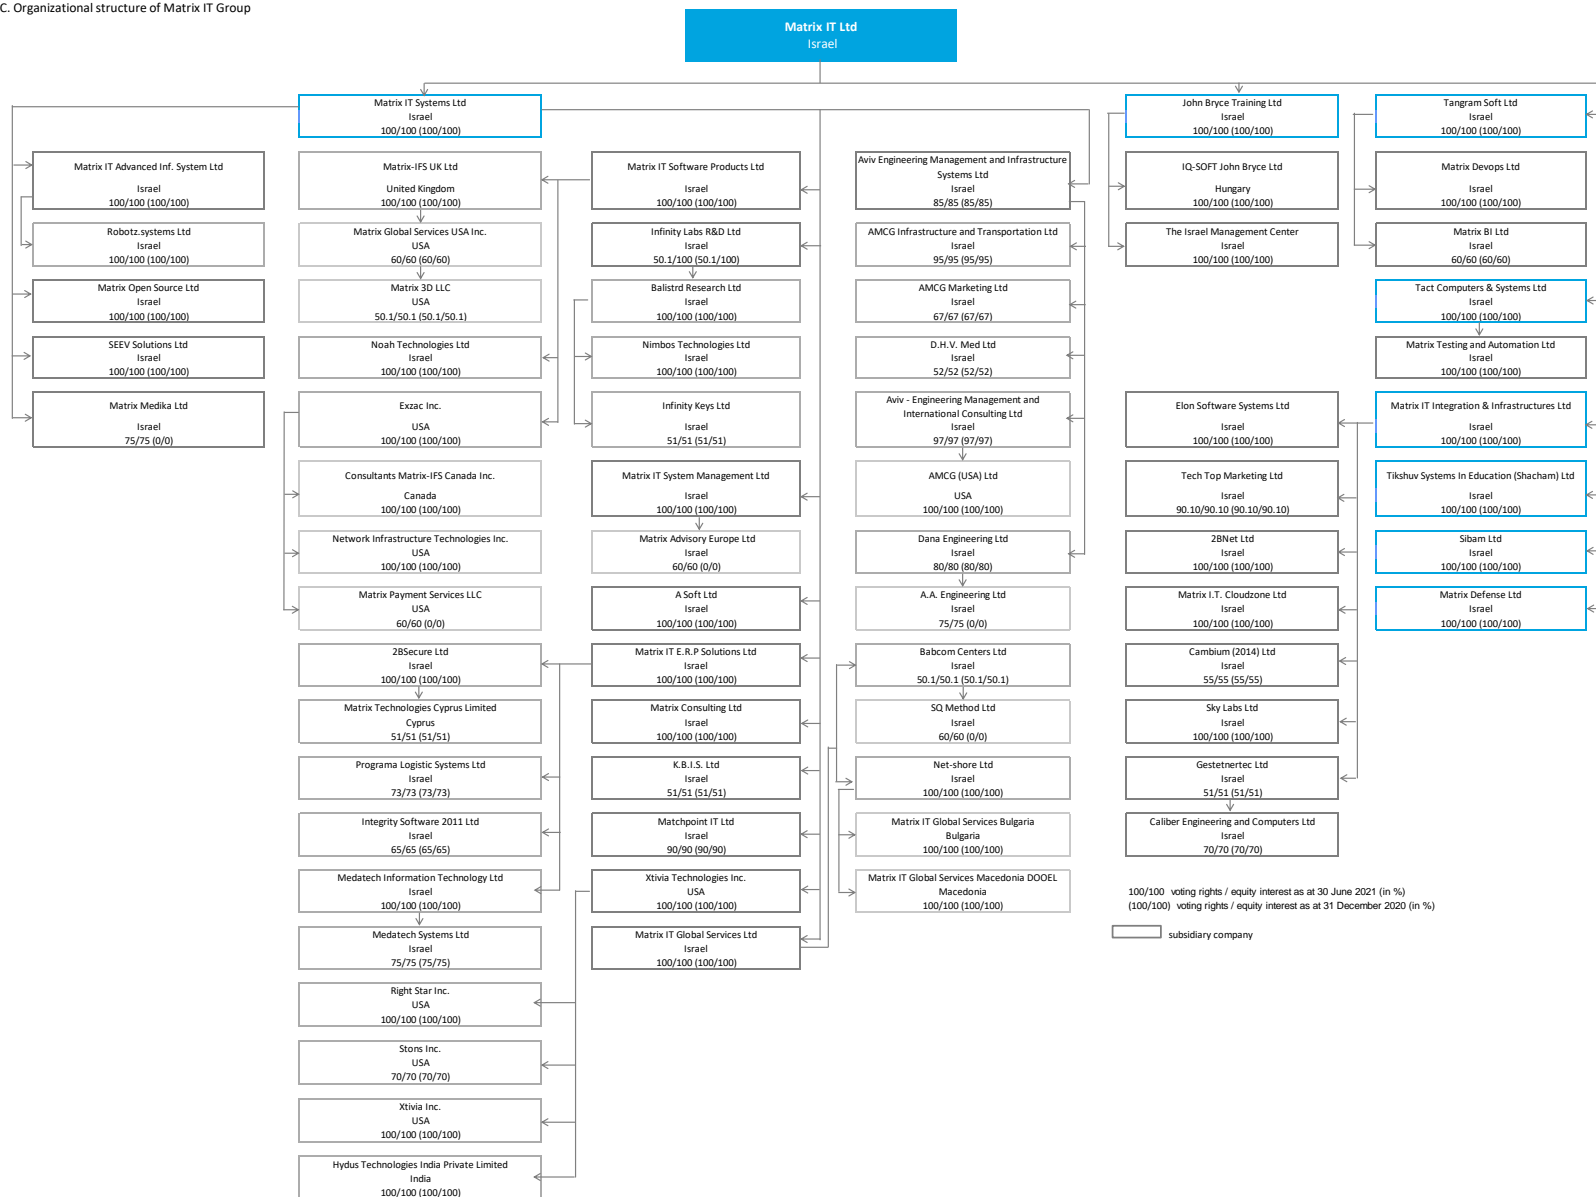 C. Organizational structure of Matrix IT Group
Matrix IT Ltd
Israel
Matrix IT Systems Ltd
Israel
100/100 (100/100)
John Bryce Training Ltd
Israel
100/100 (100/100)
Tangram Soft Ltd
Israel
100/100 (100/100)
Matrix IT Advanced Inf. System Ltd
Israel
100/100 (100/100)
Matrix-IFS UK Ltd
United Kingdom
100/100 (100/100)
Matrix IT Software Products Ltd
Israel
100/100 (100/100)
Aviv Engineering Management and Infrastructure
Systems Ltd
Israel
85/85 (85/85)
IQ-SOFT John Bryce Ltd
Hungary
100/100 (100/100)
Matrix Devops Ltd
Israel
100/100 (100/100)
Robotz.systems Ltd
Israel
100/100 (100/100)
Matrix Global Services USA Inc.
USA
60/60 (60/60)
Infinity Labs R&D Ltd
Israel
50.1/100 (50.1/100)
AMCG Infrastructure and Transportation Ltd
Israel
95/95 (95/95)
The Israel Management Center
Israel
100/100 (100/100)
Matrix BI Ltd
Israel
60/60 (60/60)
Matrix Open Source Ltd
Israel
100/100 (100/100)
Matrix 3D LLC
USA
50.1/50.1 (50.1/50.1)
Balistrd Research Ltd
Israel
100/100 (100/100)
AMCG Marketing Ltd
Israel
67/67 (67/67)
Tact Computers & Systems Ltd
Israel
100/100 (100/100)
SEEV Solutions Ltd
Israel
100/100 (100/100)
Noah Technologies Ltd
Israel
100/100 (100/100)
Nimbos Technologies Ltd
Israel
100/100 (100/100)
D.H.V. Med Ltd
Israel
52/52 (52/52)
Matrix Testing and Automation Ltd
Israel
100/100 (100/100)
Matrix Medika Ltd
Israel
75/75 (0/0)
Exzac Inc.
USA
100/100 (100/100)
Infinity Keys Ltd
Israel
51/51 (51/51)
Aviv - Engineering Management and
International Consulting Ltd
Israel
97/97 (97/97)
Elon Software Systems Ltd
Israel
100/100 (100/100)
Matrix IT Integration & Infrastructures Ltd
Israel
100/100 (100/100)
Consultants Matrix-IFS Canada Inc.
Canada
100/100 (100/100)
Matrix IT System Management Ltd
Israel
100/100 (100/100)
AMCG (USA) Ltd
USA
100/100 (100/100)
Tech Top Marketing Ltd
Israel
90.10/90.10 (90.10/90.10)
Tikshuv Systems In Education (Shacham) Ltd
Israel
100/100 (100/100)
Network Infrastructure Technologies Inc.
USA
100/100 (100/100)
Matrix Advisory Europe Ltd
Israel
60/60 (0/0)
Dana Engineering Ltd
Israel
80/80 (80/80)
2BNet Ltd
Israel
100/100 (100/100)
Sibam Ltd
Israel
100/100 (100/100)
Matrix Payment Services LLC
USA
60/60 (0/0)
A Soft Ltd
Israel
100/100 (100/100)
A.A. Engineering Ltd
Israel
75/75 (0/0)
Matrix I.T. Cloudzone Ltd
Israel
100/100 (100/100)
Matrix Defense Ltd
Israel
100/100 (100/100)
2BSecure Ltd
Israel
100/100 (100/100)
Matrix IT E.R.P Solutions Ltd
Israel
100/100 (100/100)
Babcom Centers Ltd
Israel
50.1/50.1 (50.1/50.1)
Cambium (2014) Ltd
Israel
55/55 (55/55)
Matrix Technologies Cyprus Limited
Cyprus
51/51 (51/51)
Matrix Consulting Ltd
Israel
100/100 (100/100)
SQ Method Ltd
Israel
60/60 (0/0)
Sky Labs Ltd
Israel
100/100 (100/100)
Programa Logistic Systems Ltd
Israel
73/73 (73/73)
K.B.I.S. Ltd
Israel
51/51 (51/51)
Net-shore Ltd
Israel
100/100 (100/100)
Gestetnertec Ltd
Israel
51/51 (51/51)
Integrity Software 2011 Ltd
Israel
65/65 (65/65)
Matchpoint IT Ltd
Israel
90/90 (90/90)
Matrix IT Global Services Bulgaria
Bulgaria
100/100 (100/100)
Caliber Engineering and Computers Ltd
Israel
70/70 (70/70)
Medatech Information Technology Ltd
Israel
100/100 (100/100)
Xtivia Technologies Inc.
USA
100/100 (100/100)
Matrix IT Global Services Macedonia DOOEL
Macedonia
100/100 (100/100)
100/100 voting rights / equity interest as at 30 June 2021 (in %)
(100/100) voting rights / equity interest as at 31 December 2020 (in %)
subsidiary company
Medatech Systems Ltd
Israel
75/75 (75/75)
Matrix IT Global Services Ltd
Israel
100/100 (100/100)
Right Star Inc.
USA
100/100 (100/100)
Stons Inc.
USA
70/70 (70/70)
Xtivia Inc.
USA
100/100 (100/100)
Hydus Technologies India Private Limited
India
100/100 (100/100)